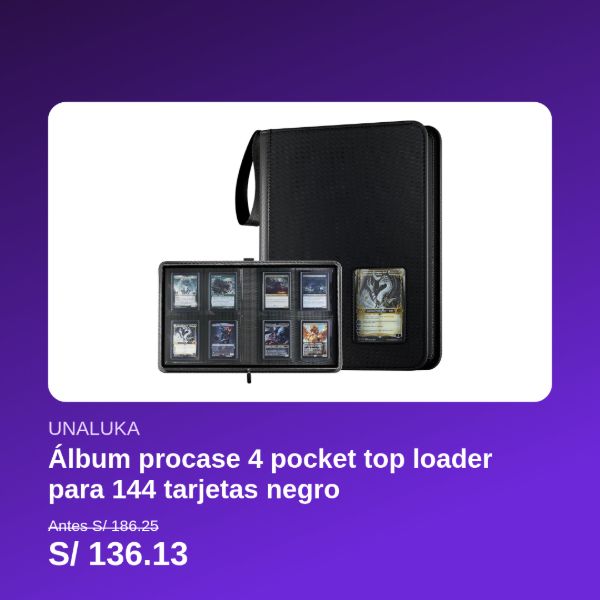 UNALUKA
Álbum procase 4 pocket top loader
para 144 tarjetas negro
Antes S/ 186.25
S/ 136.13